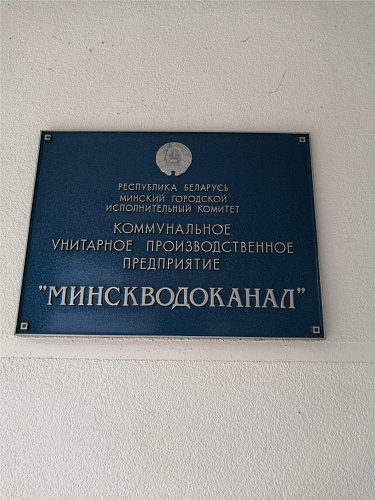 РЕСПУБЛИКА БЕЛАРУСЬ
МИНСКИЙ ГОРОДСКОЙ
ИСПОЛНИТЕЛЬНЫЙ КОМИТЕТ
КОММУНАЛЬНОЕ
УНИТАРНОЕ ПРОИЗВОДСТВЕННОЕ
ПРЕДПРИЯТИЕ
"МИНСКВОДОКАНАЛ"